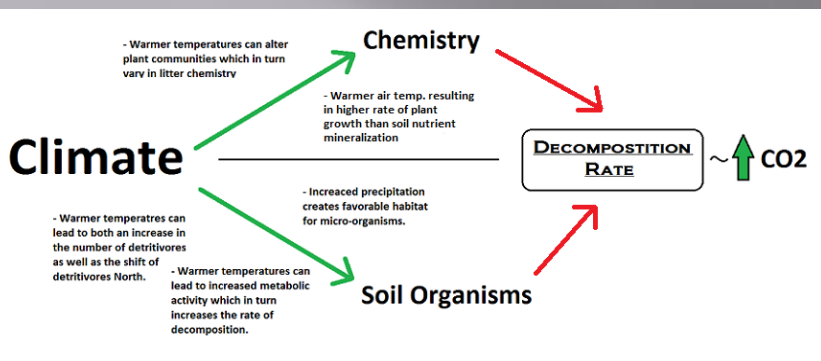 - Warmer temperatures can alter
plant communities which in turn
vary in litter chemistry
Chemistry
- Warmer air temp. resulting
in higher rate of plant
growth than soil nutrient
mineralization
Climate
Decompostition
Rate
~
CO2
- Increaced precipitation
creates favorable habitat
for micro-organisms.
- Warmer temperatres can
lead to both an increase in
the number of detritivores
as well as the shift of
detritivores North.
- Warmer temperatures can
lead to increased metabolic
activity which in turn
increases the rate of
decomposition.
Soil Organisms